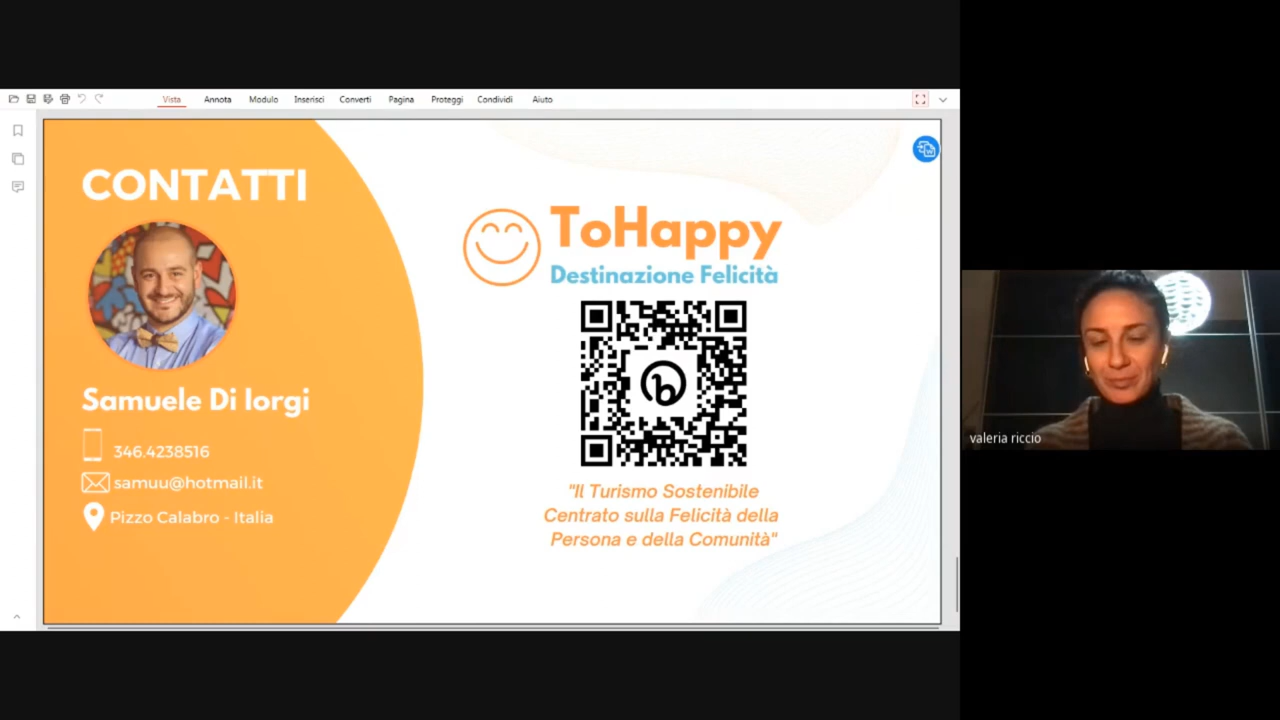 Vista Annota Modulo Inserisci Converti Pagina Proteggi Condividi Aiuto
CONTATTI
Samuele Di Iorgi
346.4238516
samuu@hotmail.it
Pizzo Calabro - Italia
ToHappy
Destinazione Felicità
b
"Il Turismo Sostenibile
Centrato sulla Felicità della
Persona e della Comunità"
valeria riccio